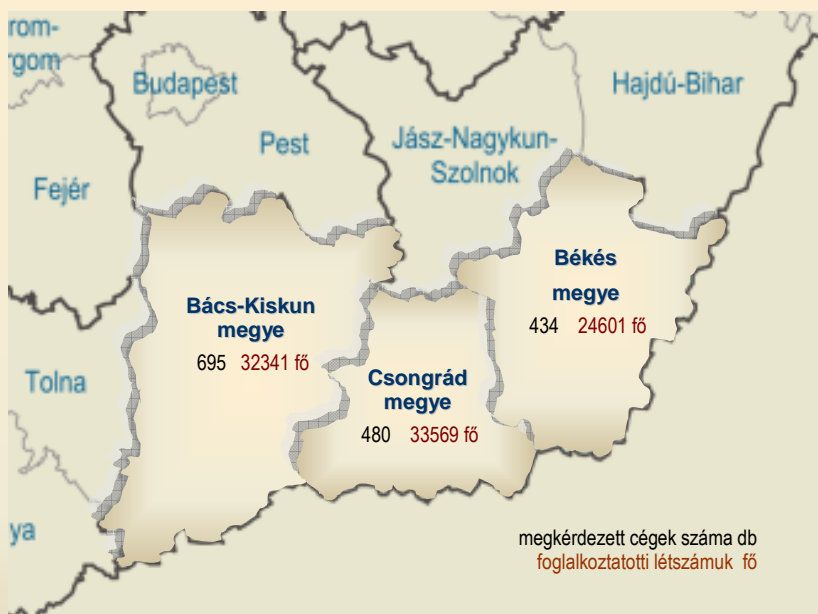 rom-
rgom
Budapest
Hajdú-Bihar
Pest
Jász-Nagykun-
Szolnok
Fejér
Békés
megye
434 24601 fő
Bács-Kiskun
megye
695 32341 fő
Tolna
Csongrád
megye
480 33569 fő
ya
megkérdezett cégek száma db
foglalkoztatotti létszámuk fő